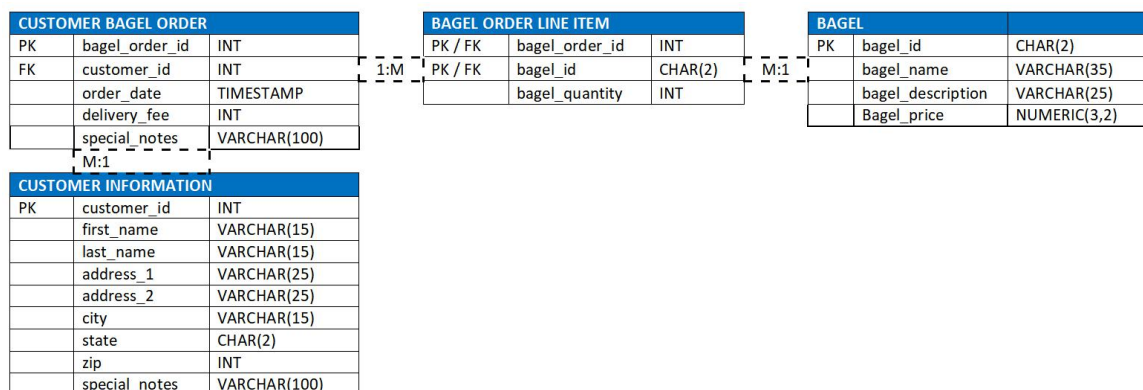 CUSTOMER BAGEL ORDER
PK bagel_order_id INT
FK customer_id INT
order_date TIMESTAMP
delivery_fee INT
special_notes VARCHAR(100)
1:M
BAGEL ORDER LINE ITEM
PK / FK bagel_order_id INT
PK / FK bagel_id CHAR(2)
bagel_quantity INT
M:1
BAGEL
PK bagel_id CHAR(2)
bagel_name VARCHAR(35)
bagel_description VARCHAR(25)
Bagel_price NUMERIC(3,2)
M:1
CUSTOMER INFORMATION
PK customer_id INT
first_name VARCHAR(15)
last_name VARCHAR(15)
address_1 VARCHAR(25)
address_2 VARCHAR(25)
city VARCHAR(15)
state CHAR(2)
zip INT
special_notes VARCHAR(100)